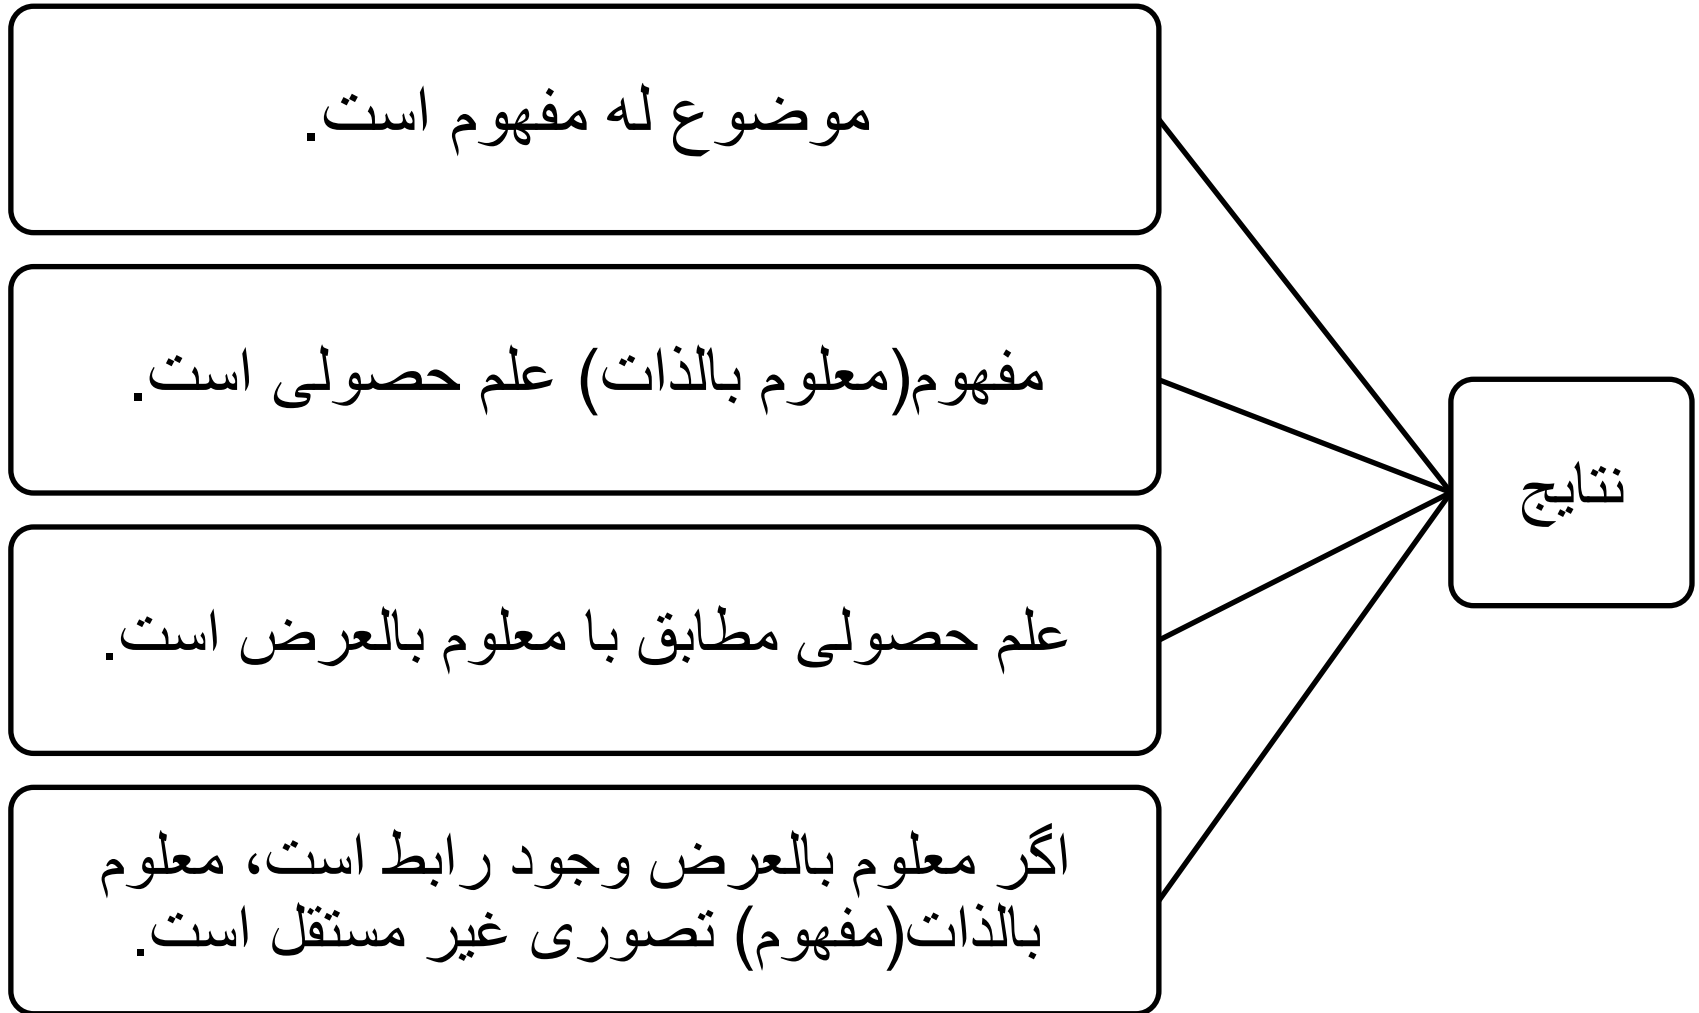 نتایج
موضوع له مفهوم است.
مفهوم(معلوم بالذات) علم حصولی است.
علم حصولی مطابق با معلوم بالعرض است.
اگر معلوم بالعرض وجود رابط است، معلوم
بالذات(مفهوم) تصوری غیر مستقل است.